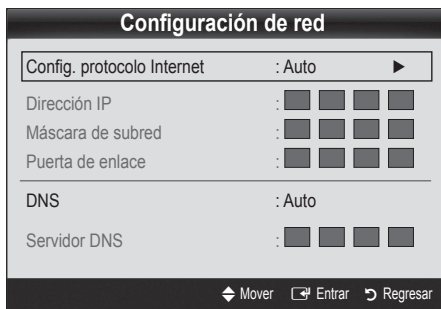 Configuración de red
Config. protocolo Internet : Auto ▶
Dirección IP :
Máscara de subred :
Puerta de enlace :
DNS : Auto
Servidor DNS :
Mover Entrar Regresar